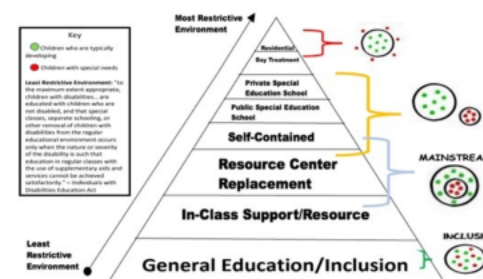 Most Restrictive
Environment
Key
Children who are typically
developing
Children with special needs
Least Restrictive Environment: "to
the maximum extent appropriate,
children with disabilities... are
educated with children who are
not disabled, and that special
classes, separate schooling, or
other removal of children with
disabilities from the regular
educational environment occurs
only when the nature or severity
of the disability is such that
education in regular classes with
the use of supplementary aids and
services cannot be achieved
satisfactorily." – Individuals with
Disabilities Education Act
Residential
Day Treatment
Private Special
Education School
Public Special Education
School
Self-Contained
Resource Center
Replacement
In-Class Support/Resource
General Education/Inclusion
MAINSTREA
INCLUS
Least
Restrictive
Environment